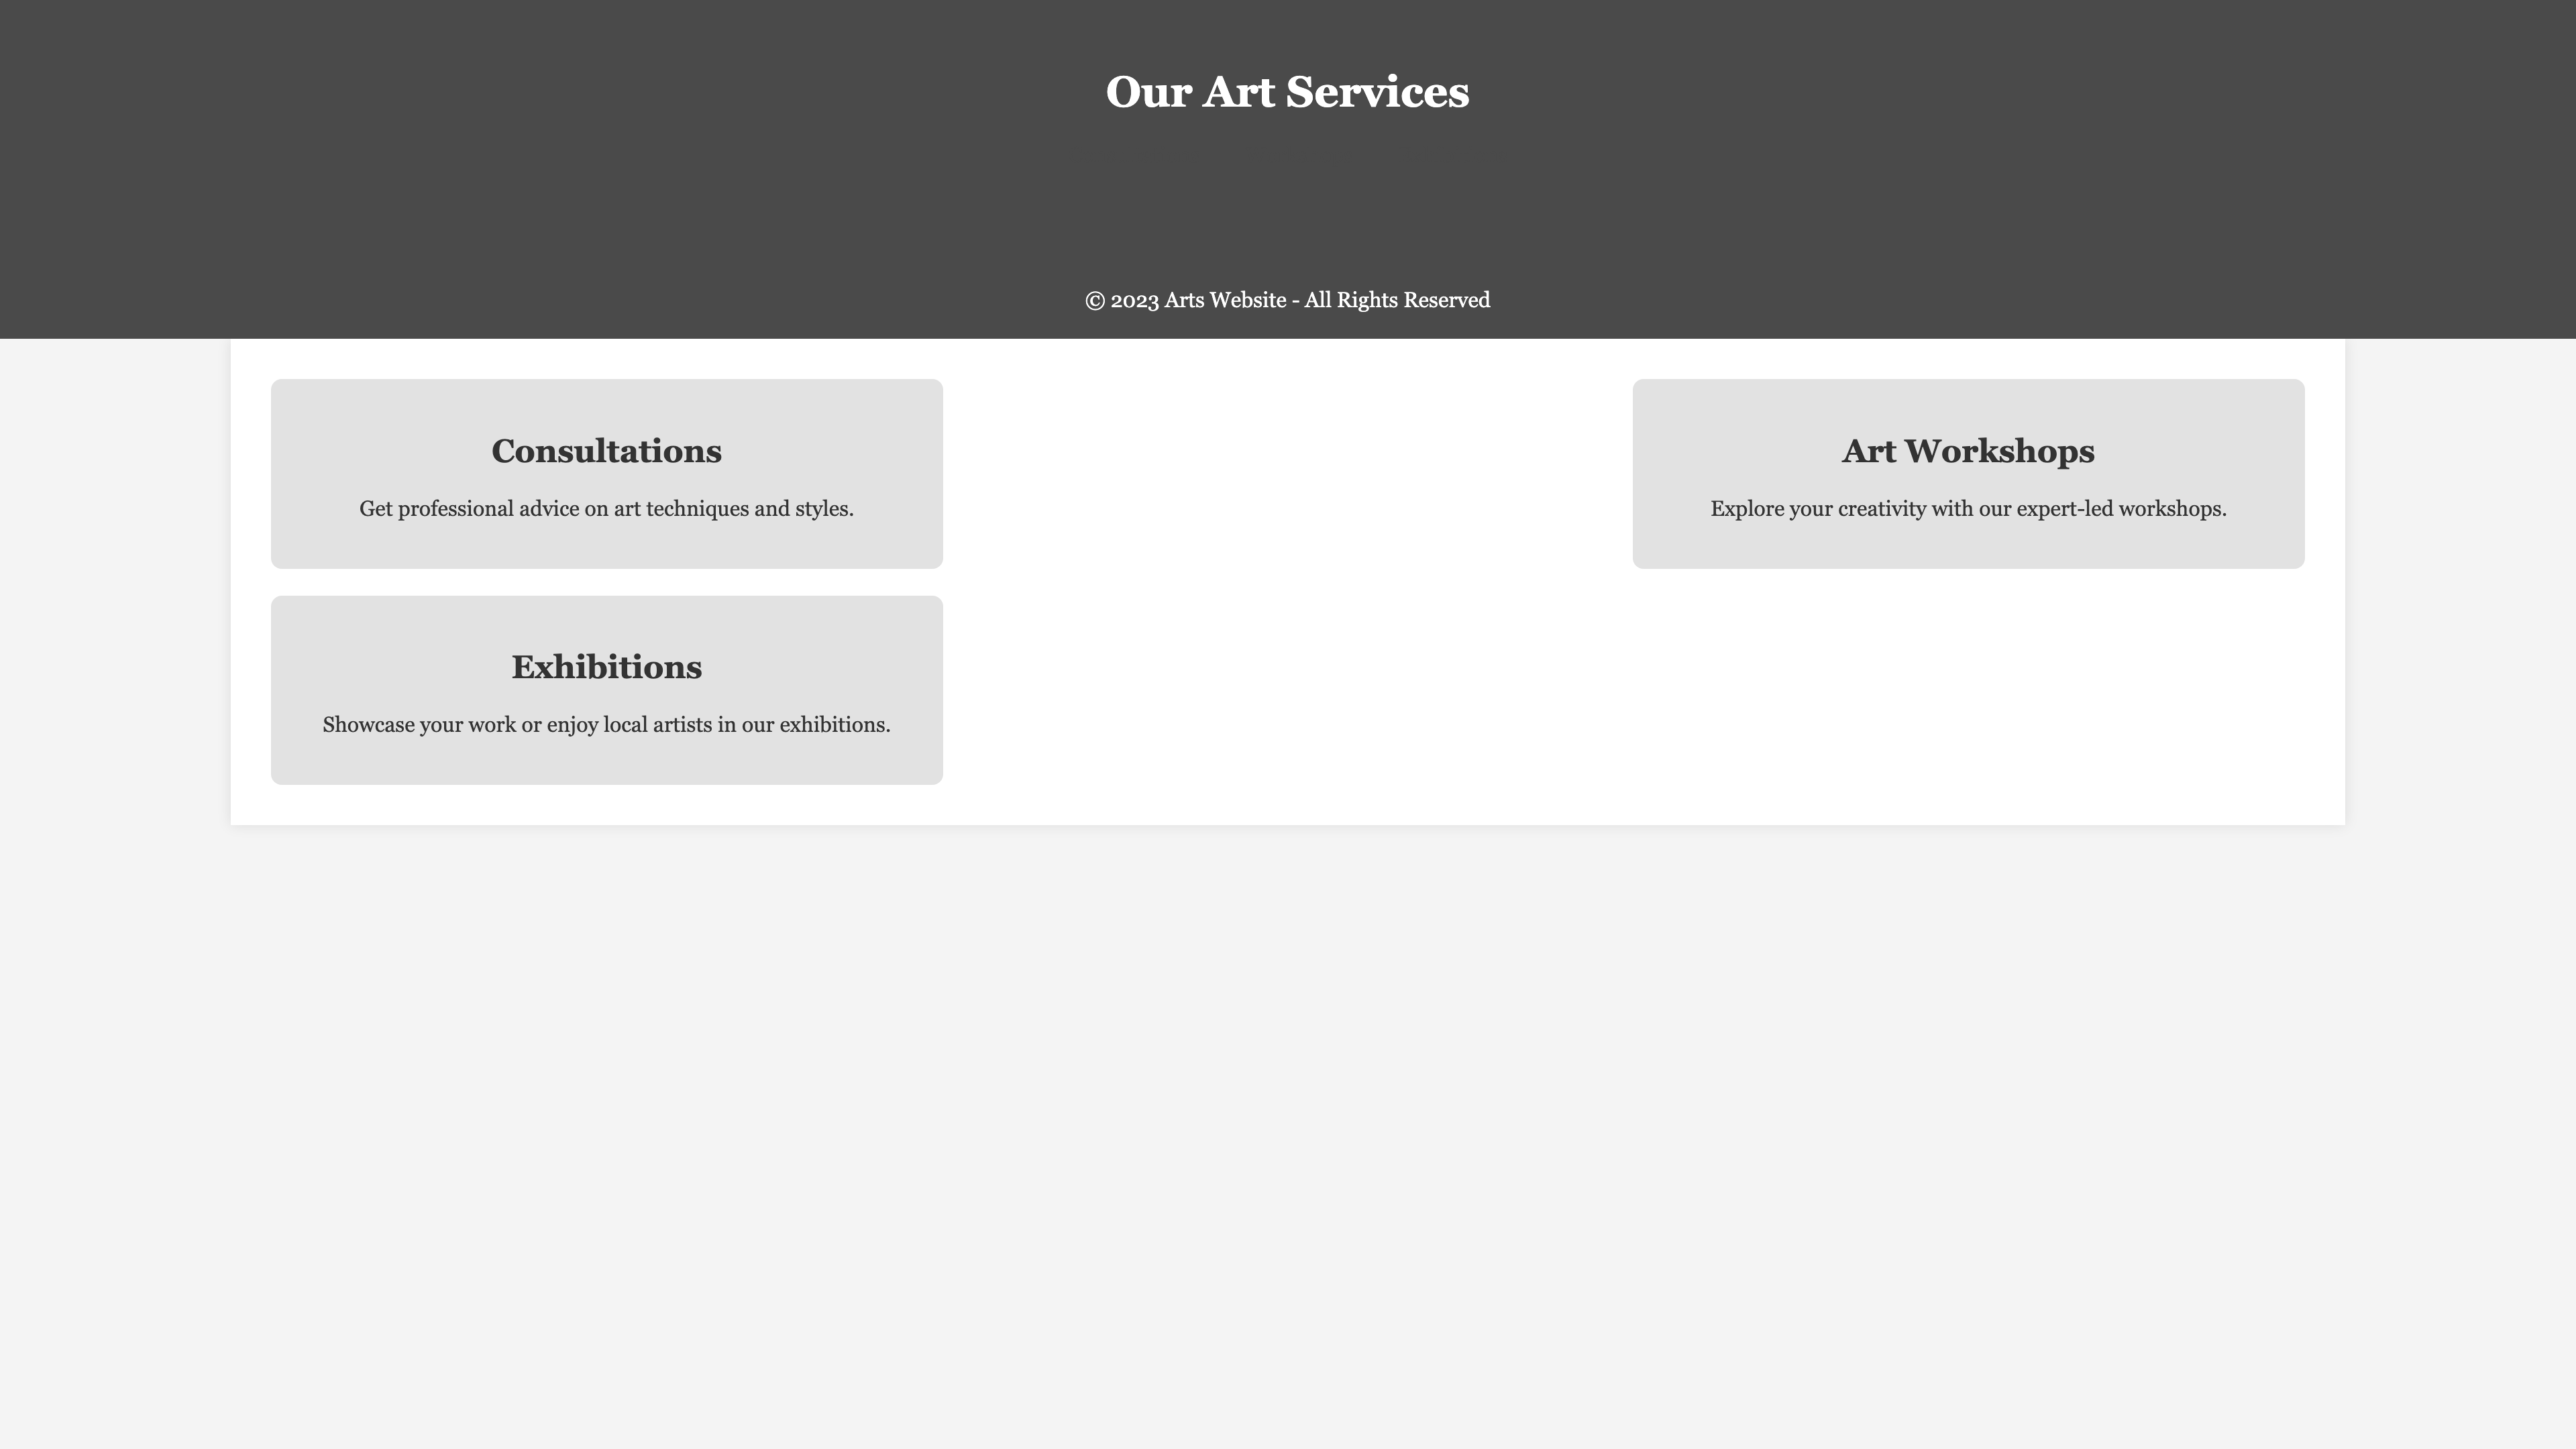 Our Art Services
© 2023 Arts Website - All Rights Reserved
Consultations
Get professional advice on art techniques and styles.
Art Workshops
Explore your creativity with our expert-led workshops.
Exhibitions
Showcase your work or enjoy local artists in our exhibitions.